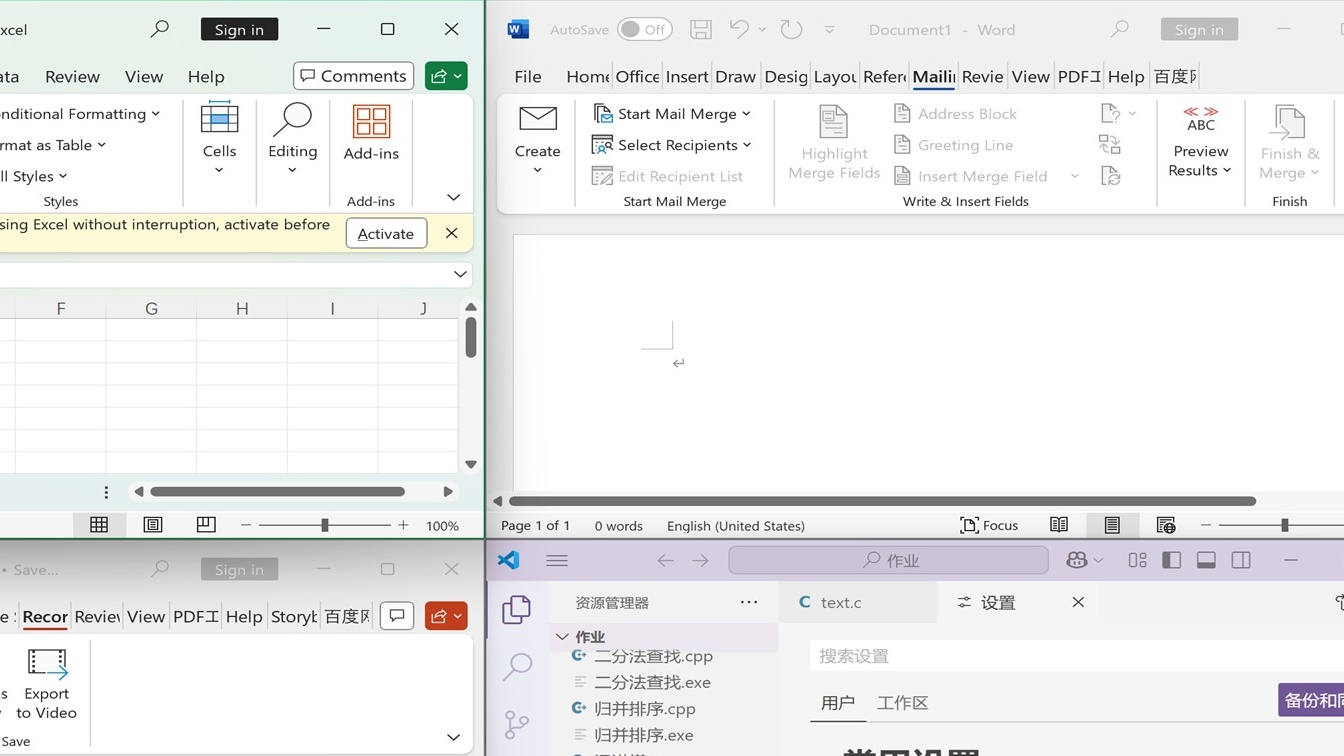 xcel
Sign in
ata Review View Help
Comments
nditional Formatting
rmat as Table
ll Styles
Styles
Cells
Editing
Add-ins
Add-ins
sing Excel without interruption, activate before
Activate
F G H I J
100%
AutoSave Off
Document1 - Word
Sign in
File Home Office Insert Draw Desig Layou Refer Mailin Revie View PDF工 Help 百度网
Create
Start Mail Merge
Select Recipients
Edit Recipient List
Start Mail Merge
Highlight
Merge Fields
Address Block
Greeting Line
Insert Merge Field
Write & Insert Fields
ABC
Preview
Results
Finish &
Merge
Finish
Page 1 of 1 0 words English (United States)
Focus
• Save...
Sign in
Recor Review View PDF工 Help Storyb 百度网
Export
to Video
Save
作业
资源管理器
作业
二分法查找.cpp
二分法查找.exe
归并排序.cpp
归并排序.exe
C text.c
设置
搜索设置
用户 工作区
备份和同